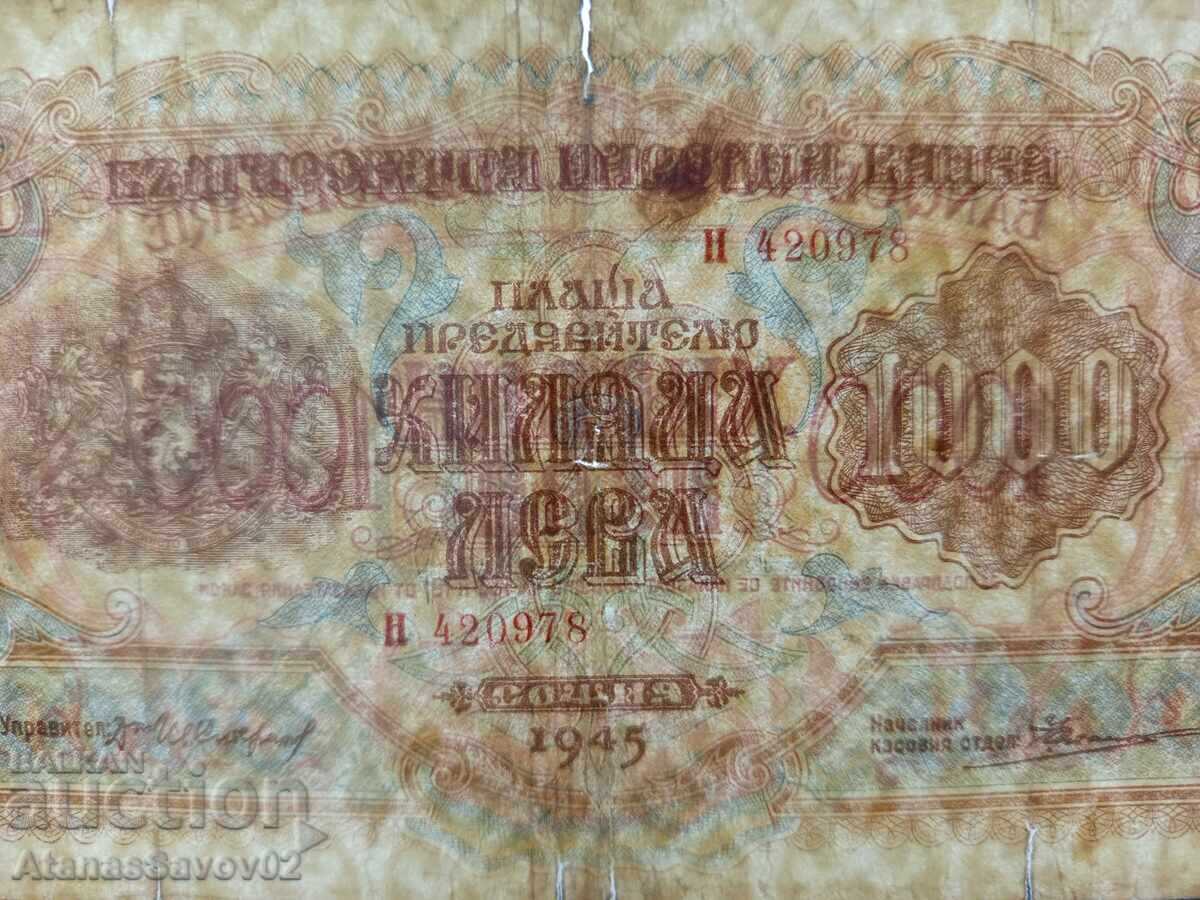 БЪЛГАРСКА НАРОДНА БАНКА
Н 420978
ПЛАЩА
ПРЕДЯВИТЕЛЮ
ХИЛЯДА
ЛЕВА
1000
Н 420978
СОФИЯ
1945
Управител:
Началник
касовия отдел:
BALKAN
auction
AtanasSavov02